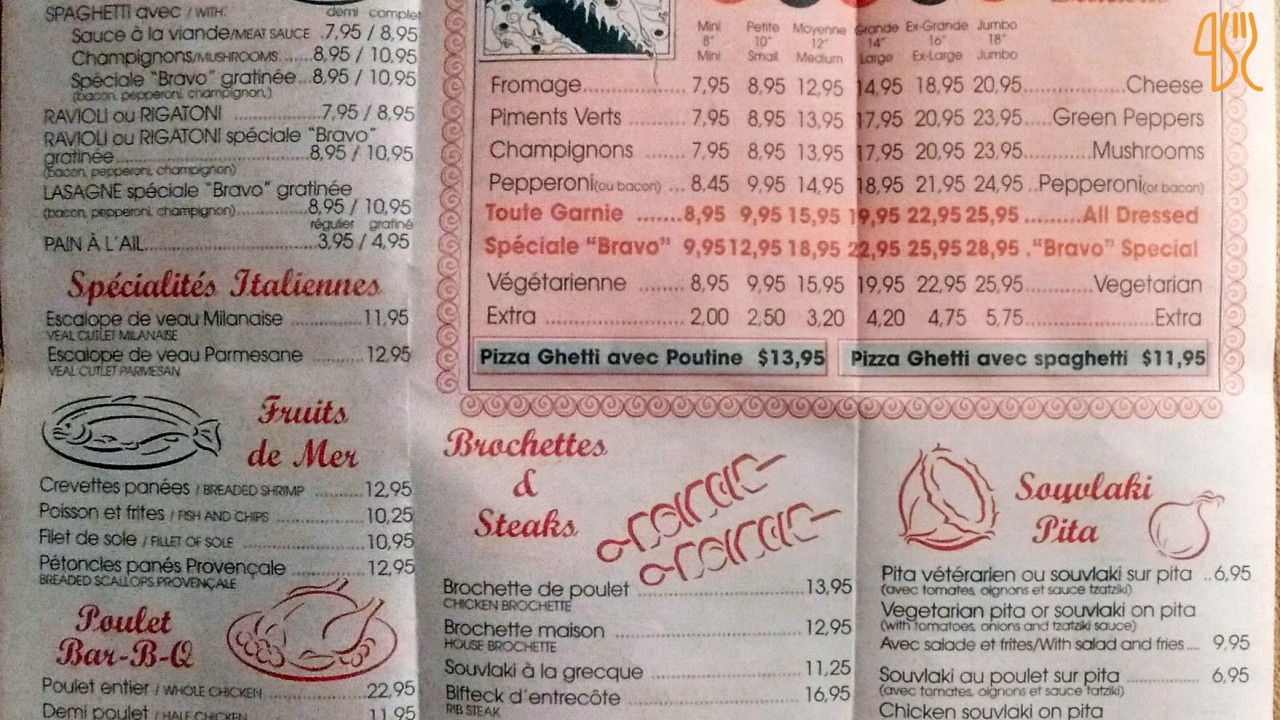 SPAGHETTI avec / WITH: demi complet
Sauce à la viande/MEAT SAUCE .7,95 / 8,95
Champignons/MUSHROOMS ......8,95 / 10,95
Spéciale "Bravo" gratinée...8,95 / 10,95
(bacon, pepperoni, champignon,)
RAVIOLI ou RIGATONI ................7,95 / 8,95
RAVIOLI ou RIGATONI spéciale "Bravo"
gratinée...................................8,95 / 10,95
(bacon, pepperoni, champignon)
LASAGNE spéciale "Bravo" gratinée
(bacon, pepperoni, champignon)..............8,95 / 10,95
régulier gratiné
PAIN À L'AIL...............................3,95 / 4,95
Spécialités Italiennes
Escalope de veau Milanaise ..............11,95
VEAL CUTLET MILANAISE
Escalope de veau Parmesane ..........12,95
VEAL CUTLET PARMESAN
Fruits
de Mer
Crevettes panées / BREADED SHRIMP ..........12,95
Poisson et frites / FISH AND CHIPS ..................10,25
Filet de sole / FILLET OF SOLE .........................10,95
Pétoncles panés Provençale ................12,95
BREADED SCALLOPS PROVENÇALE
Poulet
Bar-B-Q
Poulet entier / WHOLE CHICKEN ....................22,95
Demi poulet / HALF CHICKEN ....................11,95
Mini Petite Moyenne Grande Ex-Grande Jumbo
8" 10" 12" 14" 16" 18"
Mini Small Medium Large Ex-Large Jumbo
Fromage............... 7,95 8,95 12,95 14,95 18,95 20,95...............Cheese
Piments Verts ........ 7,95 8,95 13,95 17,95 20,95 23,95.....Green Peppers
Champignons ....... 7,95 8,95 13,95 17,95 20,95 23,95............Mushrooms
Pepperoni(ou bacon) ... 8,45 9,95 14,95 18,95 21,95 24,95..Pepperoni(or bacon)
Toute Garnie .......8,95 9,95 15,95 19,95 22,95 25,95.........All Dressed
Spéciale "Bravo" 9,95 12,95 18,95 22,95 25,95 28,95 ."Bravo" Special
Végétarienne ........ 8,95 9,95 15,95 19,95 22,95 25,95............Vegetarian
Extra ..................... 2,00 2,50 3,20 4,20 4,75 5,75......................Extra
Pizza Ghetti avec Poutine $13,95 Pizza Ghetti avec spaghetti $11,95
Brochettes
&
Steaks
Brochette de poulet ............................13,95
CHICKEN BROCHETTE
Brochette maison ................................12,95
HOUSE BROCHETTE
Souvlaki à la grecque ..........................11,25
Bifteck d'entrecôte .............................16,95
RIB STEAK
Souvlaki
Pita
Pita vétérarien ou souvlaki sur pita ..6,95
(avec tomates, oignons et sauce tzatziki)
Vegetarian pita or souvlaki on pita
(with tomatoes, onions and tzatziki sauce)
Avec salade et frites/With salad and fries.... 9,95
Souvlaki au poulet sur pita ................ 6,95
(avec tomates, oignons et sauce tatziki)
Chicken souvlaki on pita